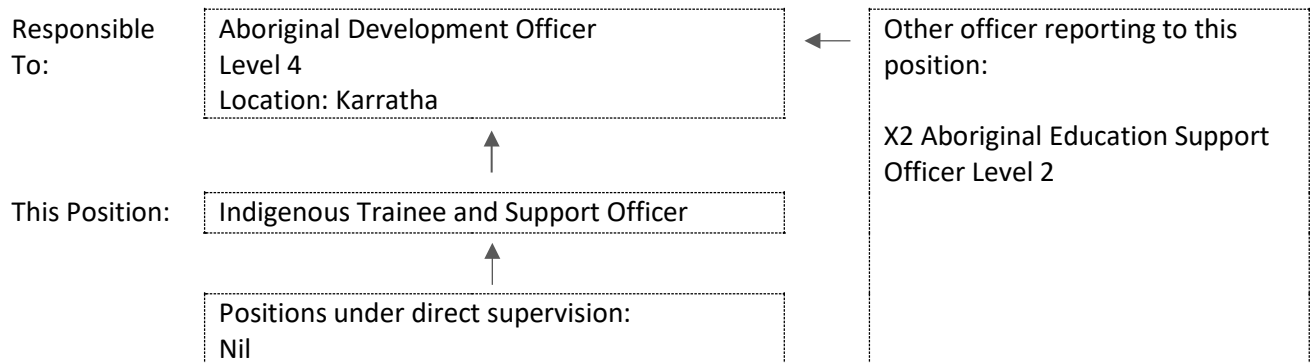 Responsible
To:
Aboriginal Development Officer
Level 4
Location: Karratha
Other officer reporting to this
position:
X2 Aboriginal Education Support
Officer Level 2
This Position:
Indigenous Trainee and Support Officer
Positions under direct supervision:
Nil